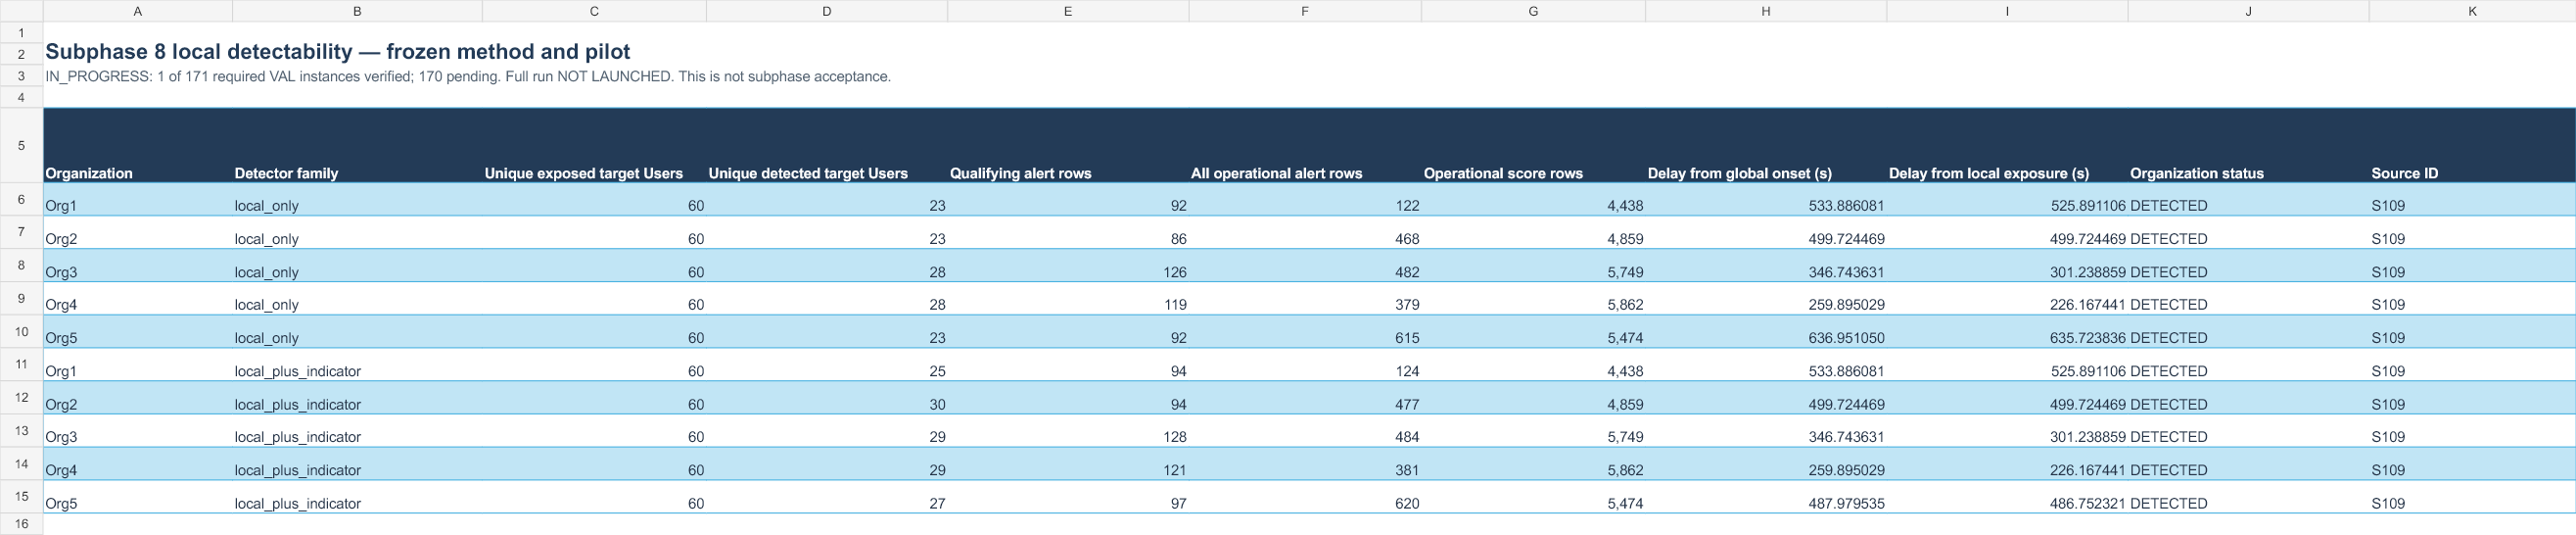 A B C D E F G H I J K
1
2 Subphase 8 local detectability — frozen method and pilot
3 IN_PROGRESS: 1 of 171 required VAL instances verified; 170 pending. Full run NOT LAUNCHED. This is not subphase acceptance.
4
5 Organization Detector family Unique exposed target Users Unique detected target Users Qualifying alert rows All operational alert rows Operational score rows Delay from global onset (s) Delay from local exposure (s) Organization status Source ID
6 Org1 local_only 60 23 92 122 4,438 533.886081 525.891106 DETECTED S109
7 Org2 local_only 60 23 86 468 4,859 499.724469 499.724469 DETECTED S109
8 Org3 local_only 60 28 126 482 5,749 346.743631 301.238859 DETECTED S109
9 Org4 local_only 60 28 119 379 5,862 259.895029 226.167441 DETECTED S109
10 Org5 local_only 60 23 92 615 5,474 636.951050 635.723836 DETECTED S109
11 Org1 local_plus_indicator 60 25 94 124 4,438 533.886081 525.891106 DETECTED S109
12 Org2 local_plus_indicator 60 30 94 477 4,859 499.724469 499.724469 DETECTED S109
13 Org3 local_plus_indicator 60 29 128 484 5,749 346.743631 301.238859 DETECTED S109
14 Org4 local_plus_indicator 60 29 121 381 5,862 259.895029 226.167441 DETECTED S109
15 Org5 local_plus_indicator 60 27 97 620 5,474 487.979535 486.752321 DETECTED S109
16